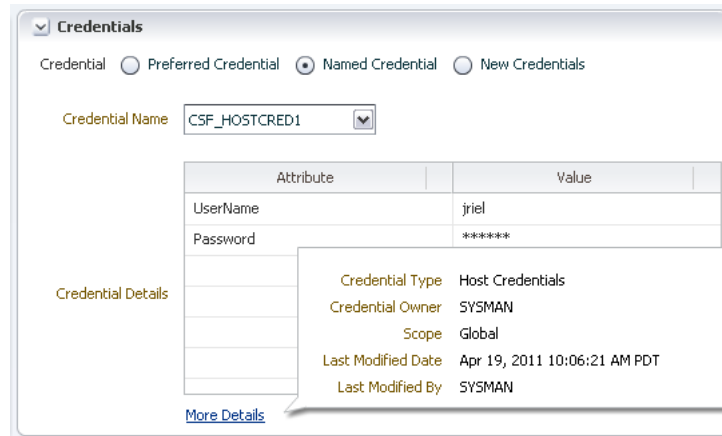 Credentials
Credential Preferred Credential Named Credential New Credentials
Credential Name CSF_HOSTCRED1
Attribute Value
UserName jriel
Password ******
Credential Details
Credential Type Host Credentials
Credential Owner SYSMAN
Scope Global
Last Modified Date Apr 19, 2011 10:06:21 AM PDT
Last Modified By SYSMAN
More Details